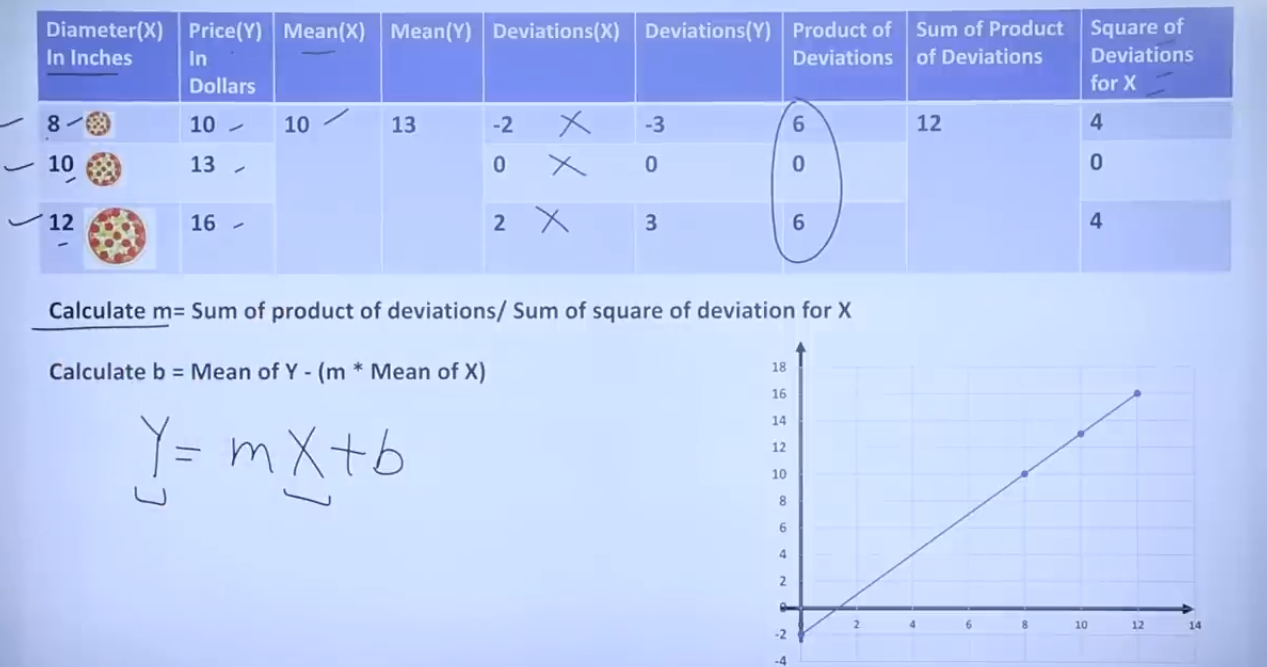 Diameter(X) In Inches Price(Y) In Dollars Mean(X) Mean(Y) Deviations(X) Deviations(Y) Product of Deviations Sum of Product of Deviations Square of Deviations for X
8 10 10 13 -2 X -3 6 12 4
10 13 0 X 0 0 0
12 16 2 X 3 6 4
Calculate m= Sum of product of deviations/ Sum of square of deviation for X
Calculate b = Mean of Y - (m * Mean of X)
Y= mX+b
18
16
14
12
10
8
6
4
2
0
-2
-4
2 4 6 8 10 12 14